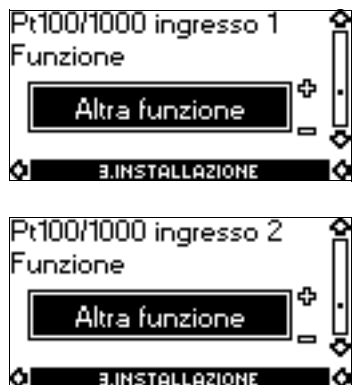 Pt100/1000 ingresso 1
Funzione
Altra funzione
3.INSTALLAZIONE
Pt100/1000 ingresso 2
Funzione
Altra funzione
3.INSTALLAZIONE